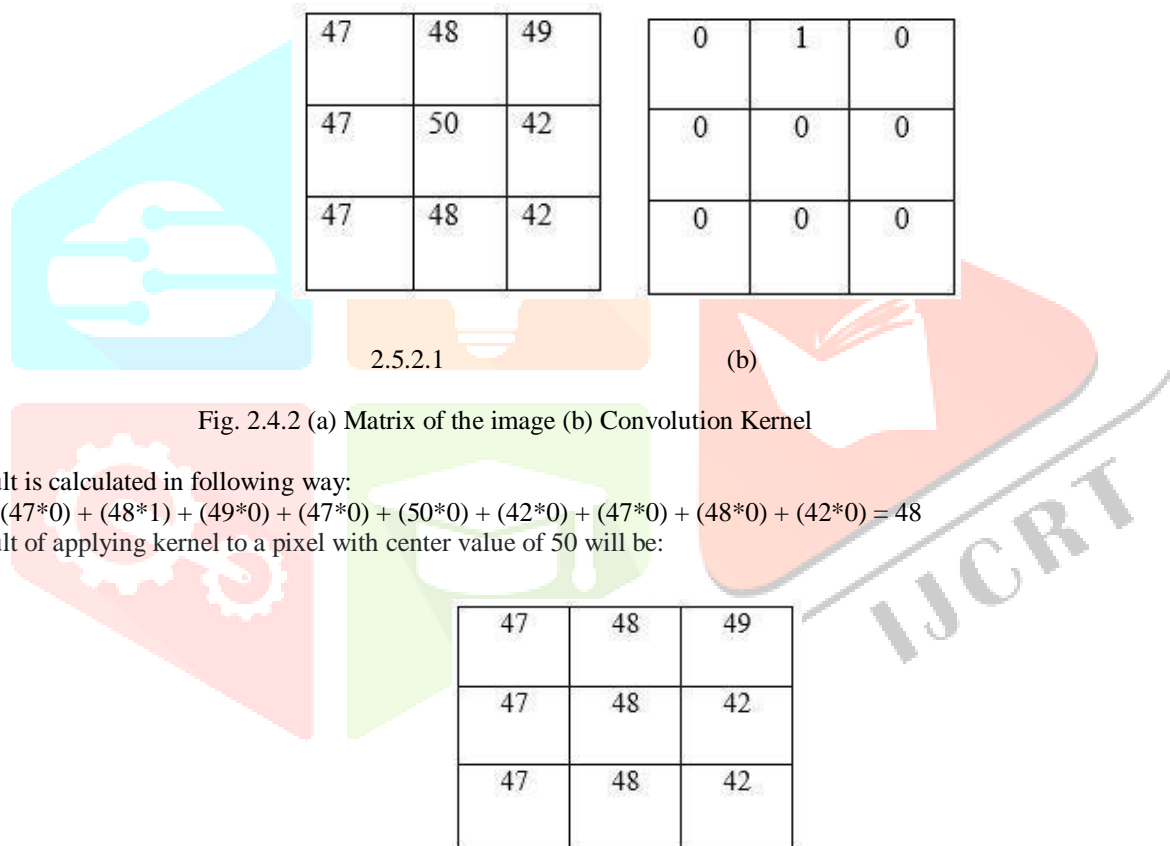 47 48 49
47 50 42
47 48 42
0 1 0
0 0 0
0 0 0
2.5.2.1 (b)
Fig. 2.4.2 (a) Matrix of the image (b) Convolution Kernel
ult is calculated in following way:
(47*0) + (48*1) + (49*0) + (47*0) + (50*0) + (42*0) + (47*0) + (48*0) + (42*0) = 48
ult of applying kernel to a pixel with center value of 50 will be:
47 48 49
47 48 42
47 48 42
IJCRT